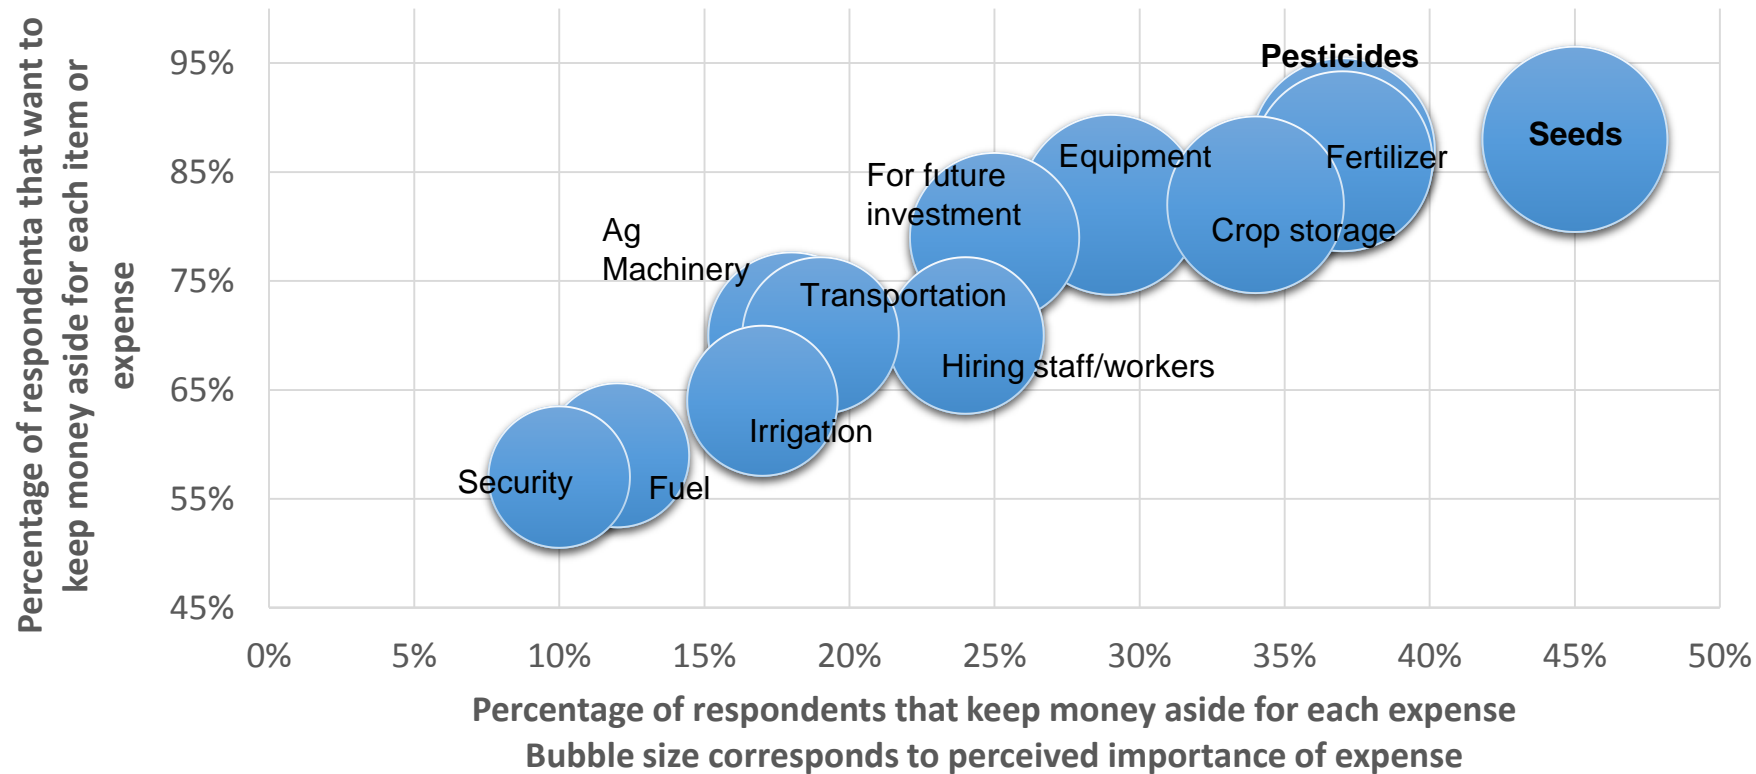 Percentage of respondenta that want to
keep money aside for each item or
expense
95%
85%
75%
65%
55%
45%
Pesticides
Seeds
Equipment
Fertilizer
For future
investment
Crop storage
Ag
Machinery
Transportation
Hiring staff/workers
Irrigation
Security
Fuel
0%
5%
10%
15%
20%
25%
30%
35%
40%
45%
50%
Percentage of respondents that keep money aside for each expense
Bubble size corresponds to perceived importance of expense